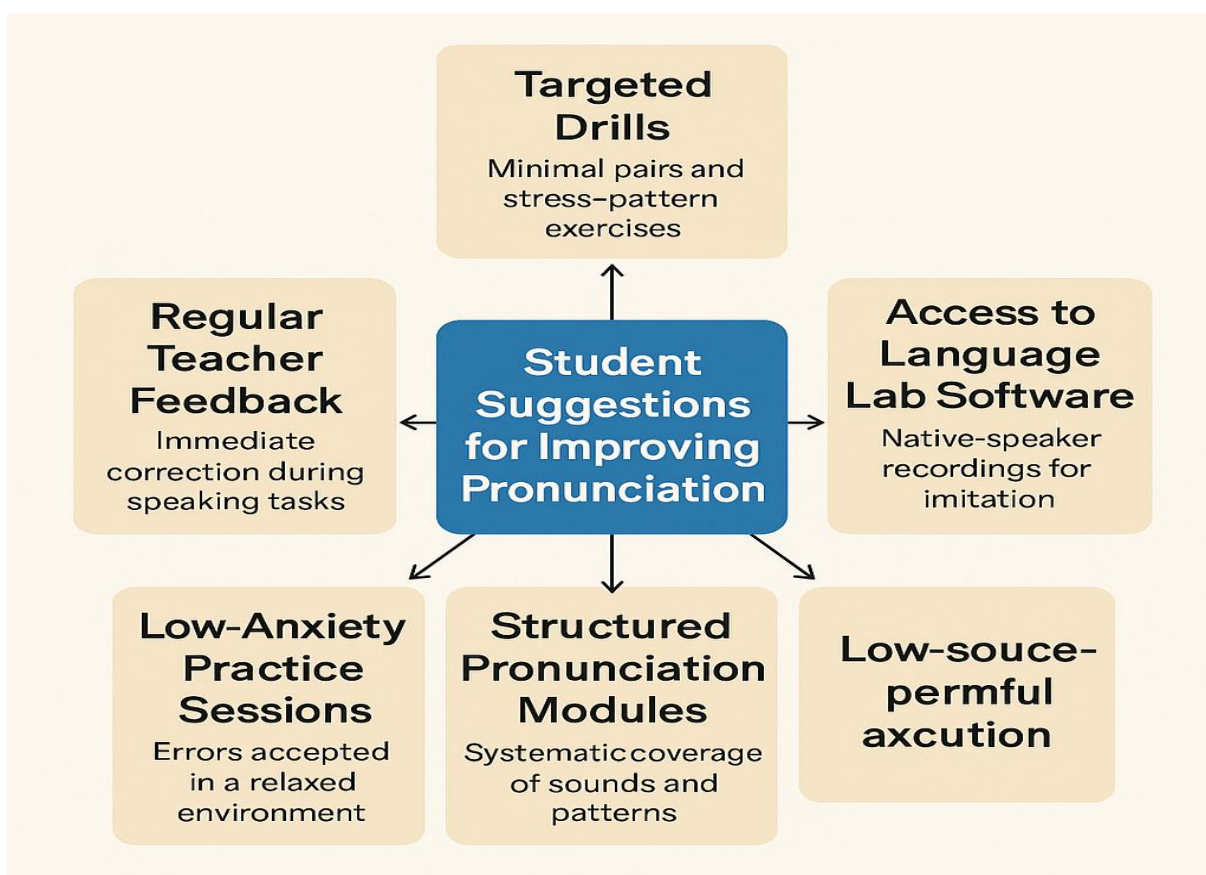 Targeted
Drills
Minimal pairs and
stress-pattern
exercises
Regular
Teacher
Feedback
Immediate
correction during
speaking tasks
Student
Suggestions
for Improving
Pronunciation
Access to
Language
Lab Software
Native-speaker
recordings for
imitation
Low-Anxiety
Practice
Sessions
Errors accepted
in a relaxed
environment
Structured
Pronunciation
Modules
Systematic coverage
of sounds and
patterns
Low-souce-
permful
axcution